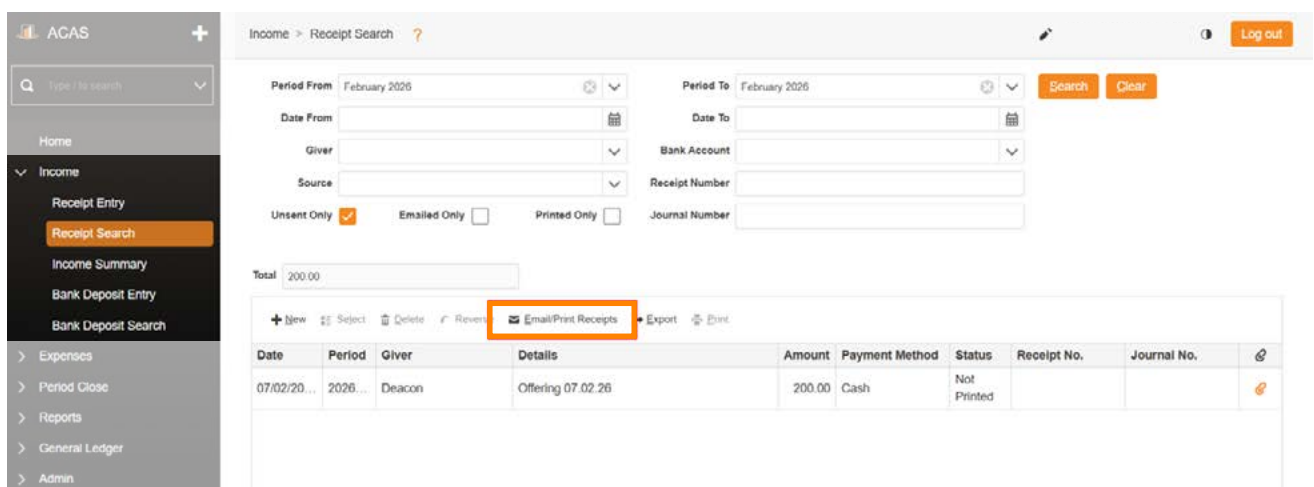 ACAS
Income > Receipt Search ?
Log out
Type / to search
Period From February 2026
Period To February 2026
Search Clear
Date From
Date To
Home
Giver
Bank Account
Income
Source
Receipt Number
Receipt Entry
Unsent Only
Emailed Only
Printed Only
Journal Number
Receipt Search
Income Summary
Total 200.00
Bank Deposit Entry
Bank Deposit Search
New Select Delete Revers Email/Print Receipts Export Print
Expenses
Date Period Giver Details Amount Payment Method Status Receipt No. Journal No.
Period Close
07/02/20... 2026... Deacon Offering 07.02.26 200.00 Cash Not Printed
Reports
General Ledger
Admin